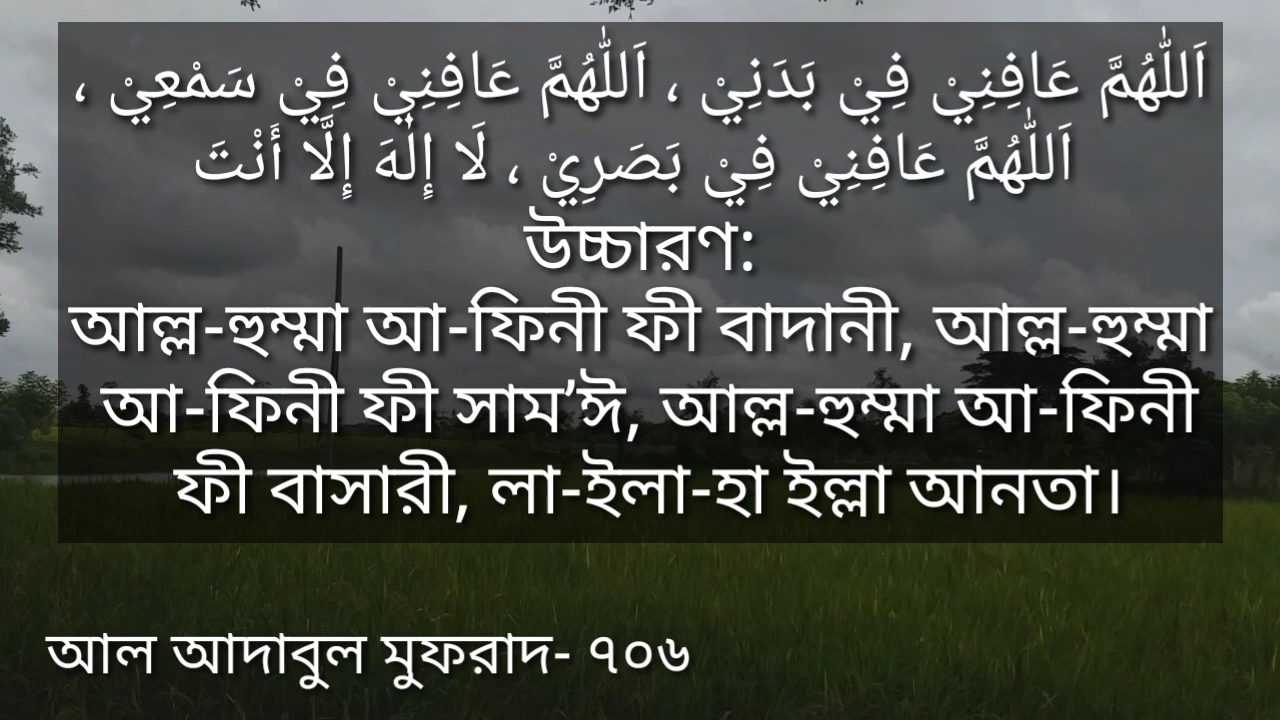 اَللّٰهُمَّ عَافِنِيْ فِيْ بَدَنِيْ ، اَللّٰهُمَّ عَافِنِيْ فِيْ سَمْعِيْ ،
اَللّٰهُمَّ عَافِنِيْ فِيْ بَصَرِيْ ، لَا إِلٰهَ إِلَّا أَنْتَ
উচ্চারণ:
আল্ল-হুম্মা আ-ফিনী ফী বাদানী, আল্ল-হুম্মা
আ-ফিনী ফী সাম’ঈ, আল্ল-হুম্মা আ-ফিনী
ফী বাসারী, লা-ইলা-হা ইল্লা আনতা।
আল আদাবুল মুফরাদ- ৭০৬